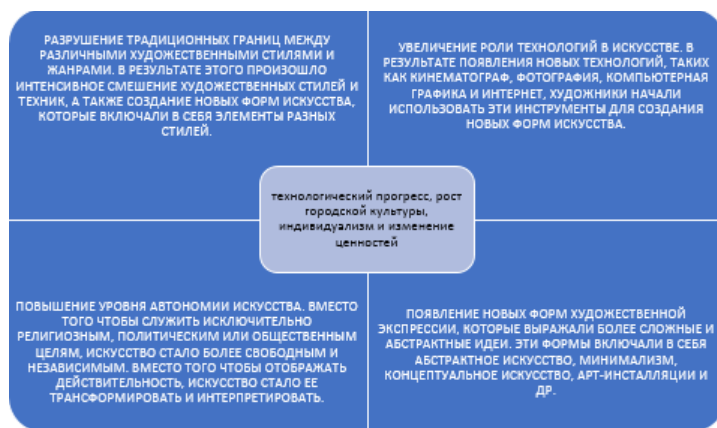 РАЗРУШЕНИЕ ТРАДИЦИОННЫХ ГРАНИЦ МЕЖДУ
РАЗЛИЧНЫМИ ХУДОЖЕСТВЕННЫМИ СТИЛЯМИ И
ЖАНРАМИ. В РЕЗУЛЬТАТЕ ЭТОГО ПРОИЗОШЛО
ИНТЕНСИВНОЕ СМЕШЕНИЕ ХУДОЖЕСТВЕННЫХ СТИЛЕЙ И
ТЕХНИК, А ТАКЖЕ СОЗДАНИЕ НОВЫХ ФОРМ ИСКУССТВА,
КОТОРЫЕ ВКЛЮЧАЛИ В СЕБЯ ЭЛЕМЕНТЫ РАЗНЫХ
СТИЛЕЙ.
УВЕЛИЧЕНИЕ РОЛИ ТЕХНОЛОГИЙ В ИСКУССТВЕ. В
РЕЗУЛЬТАТЕ ПОЯВЛЕНИЯ НОВЫХ ТЕХНОЛОГИЙ, ТАКИХ
КАК КИНЕМАТОГРАФ, ФОТОГРАФИЯ, КОМПЬЮТЕРНАЯ
ГРАФИКА И ИНТЕРНЕТ, ХУДОЖНИКИ НАЧАЛИ
ИСПОЛЬЗОВАТЬ ЭТИ ИНСТРУМЕНТЫ ДЛЯ СОЗДАНИЯ
НОВЫХ ФОРМ ИСКУССТВА.
технологический прогресс, рост
городской культуры,
индивидуализм и изменение
ценностей
ПОВЫШЕНИЕ УРОВНЯ АВТОНОМИИ ИСКУССТВА. ВМЕСТО
ТОГО ЧТОБЫ СЛУЖИТЬ ИСКЛЮЧИТЕЛЬНО
РЕЛИГИОЗНЫМ, ПОЛИТИЧЕСКИМ ИЛИ ОБЩЕСТВЕННЫМ
ЦЕЛЯМ, ИСКУССТВО СТАЛО БОЛЕЕ СВОБОДНЫМ И
НЕЗАВИСИМЫМ. ВМЕСТО ТОГО ЧТОБЫ ОТОБРАЖАТЬ
ДЕЙСТВИТЕЛЬНОСТЬ, ИСКУССТВО СТАЛО ЕЕ
ТРАНСФОРМИРОВАТЬ И ИНТЕРПРЕТИРОВАТЬ.
ПОЯВЛЕНИЕ НОВЫХ ФОРМ ХУДОЖЕСТВЕННОЙ
ЭКСПРЕССИИ, КОТОРЫЕ ВЫРАЖАЛИ БОЛЕЕ СЛОЖНЫЕ И
АБСТРАКТНЫЕ ИДЕИ. ЭТИ ФОРМЫ ВКЛЮЧАЛИ В СЕБЯ
АБСТРАКТНОЕ ИСКУССТВО, МИНИМАЛИЗМ,
КОНЦЕПТУАЛЬНОЕ ИСКУССТВО, АРТ-ИНСТАЛЛЯЦИИ И
ДР.